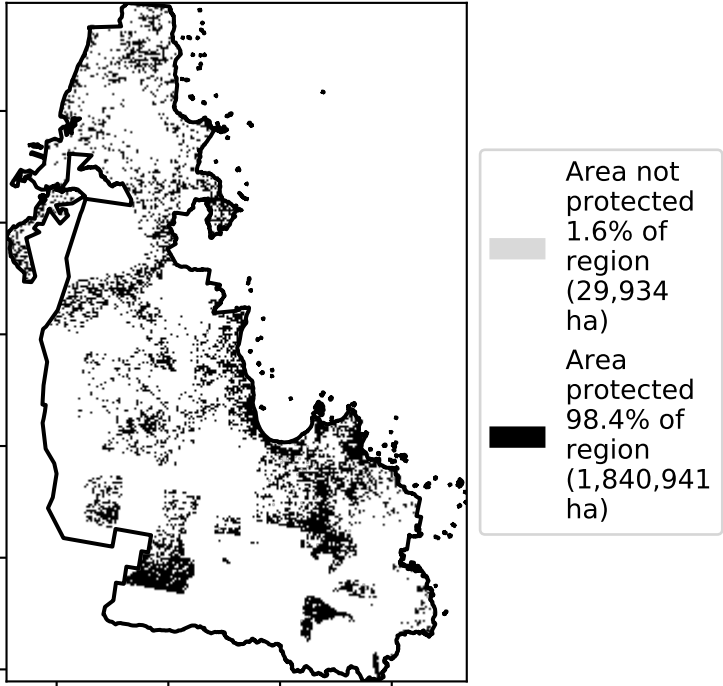 Area not
protected
1.6% of
region
(29,934
ha)
Area
protected
98.4% of
region
(1,840,941
ha)